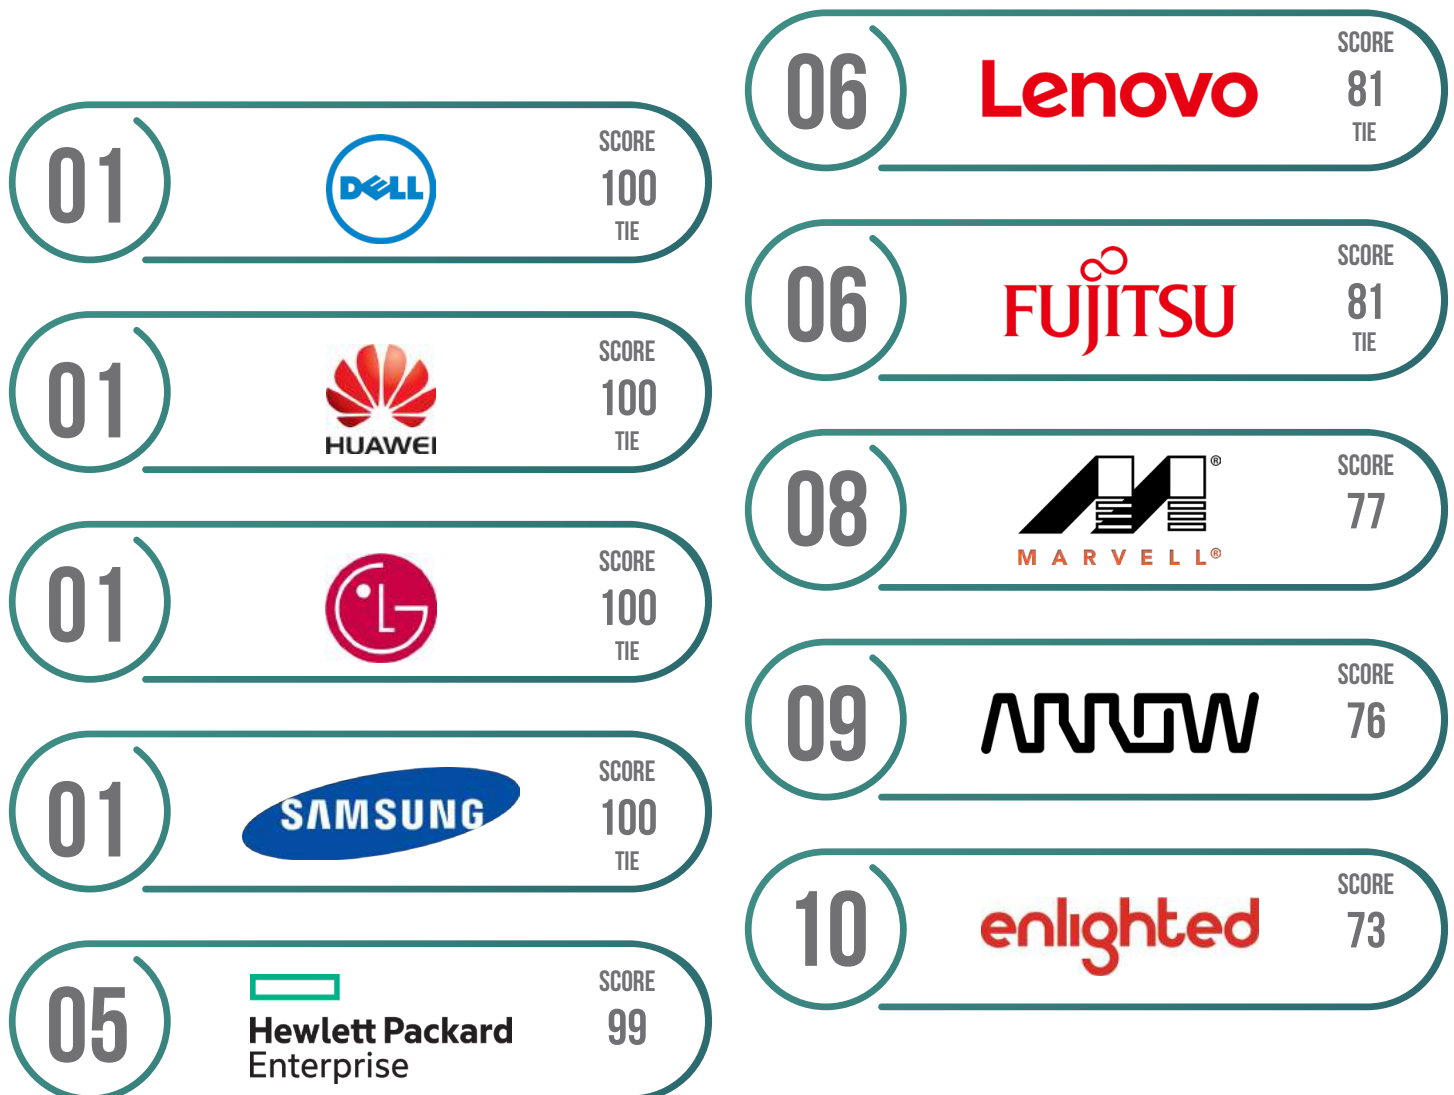 01
DELL
SCORE
100
TIE
01
HUAWEI
SCORE
100
TIE
01
LG
SCORE
100
TIE
01
SAMSUNG
SCORE
100
TIE
05
Hewlett Packard
Enterprise
SCORE
99
06
Lenovo
SCORE
81
TIE
06
FUJITSU
SCORE
81
TIE
08
®
MARVELL®
SCORE
77
09
ARROW
SCORE
76
10
enlighted
SCORE
73